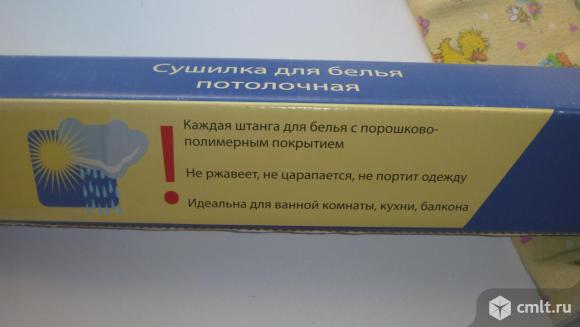 Сушилка для белья
потолочная
Каждая штанга для белья с порошково-
полимерным покрытием
Не ржавеет, не царапается, не портит одежду
Идеальна для ванной комнаты, кухни, балкона
cmlt.ru